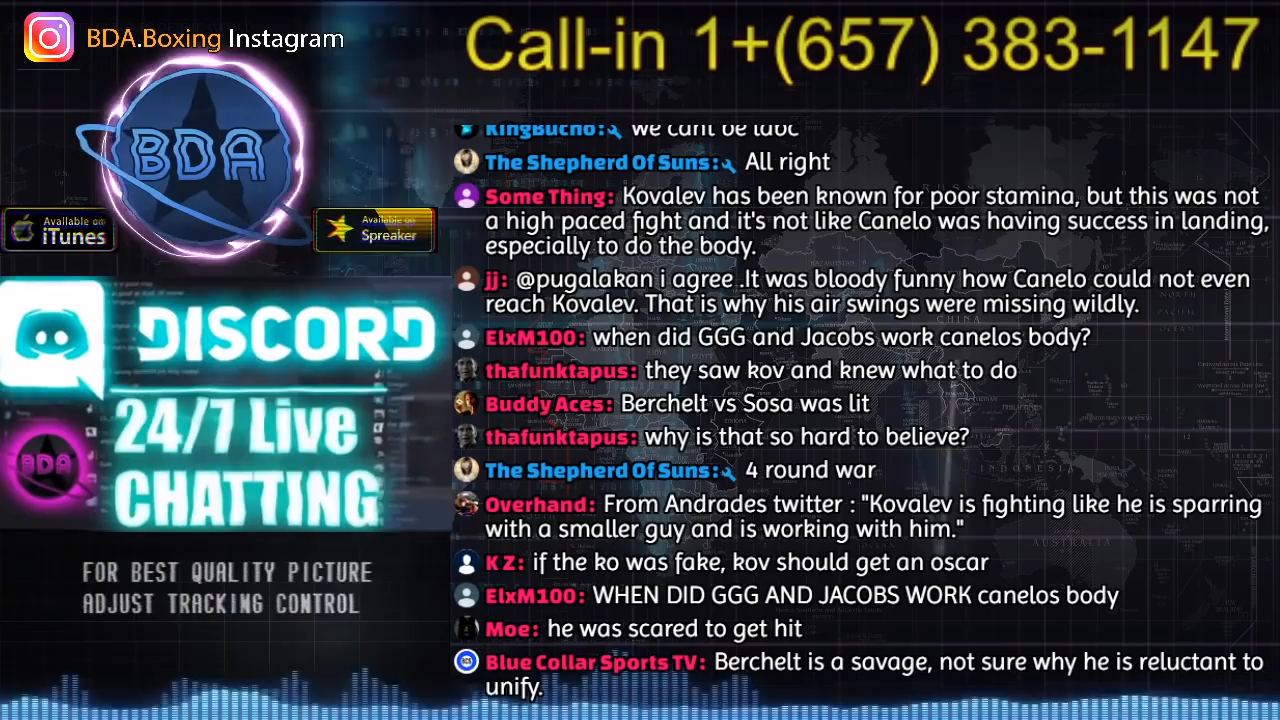 BDA.Boxing Instagram
Call-in 1+(657) 383-1147
BDA
Available on
iTunes
Available on
Spreaker
DISCORD
24/7 Live
CHATTING
BDA
FOR BEST QUALITY PICTURE
ADJUST TRACKING CONTROL
KingBucho: we cant be
The Shepherd Of Suns: All right
Some Thing: Kovalev has been known for poor stamina, but this was not
a high paced fight and it's not like Canelo was having success in landing,
especially to do the body.
jj: @pugalakan i agree .It was bloody funny how Canelo could not even
reach Kovalev. That is why his air swings were missing wildly.
ElxM100: when did GGG and Jacobs work canelos body?
thafunktapus: they saw kov and knew what to do
Buddy Aces: Berchelt vs Sosa was lit
thafunktapus: why is that so hard to believe?
The Shepherd Of Suns: 4 round war
Overhand: From Andrades twitter : "Kovalev is fighting like he is sparring
with a smaller guy and is working with him."
K Z: if the ko was fake, kov should get an oscar
ElxM100: WHEN DID GGG AND JACOBS WORK canelos body
Moe: he was scared to get hit
Blue Collar Sports TV: Berchelt is a savage, not sure why he is reluctant to
unify.